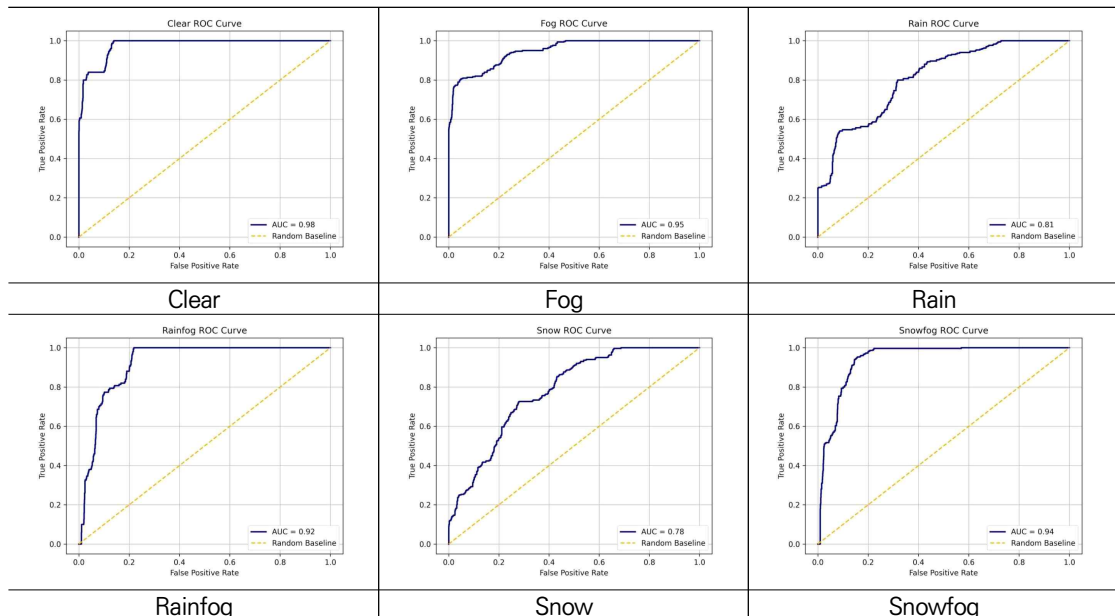 Clear ROC Curve
1.0
0.8
0.6
0.4
0.2
0.0
True Positive Rate
AUC = 0.98
Random Baseline
0.0 0.2 0.4 0.6 0.8 1.0
False Positive Rate
Clear
Fog ROC Curve
1.0
0.8
0.6
0.4
0.2
0.0
True Positive Rate
AUC = 0.95
Random Baseline
0.0 0.2 0.4 0.6 0.8 1.0
False Positive Rate
Fog
Rain ROC Curve
1.0
0.8
0.6
0.4
0.2
0.0
True Positive Rate
AUC = 0.81
Random Baseline
0.0 0.2 0.4 0.6 0.8 1.0
False Positive Rate
Rain
Rainfog ROC Curve
1.0
0.8
0.6
0.4
0.2
0.0
True Positive Rate
AUC = 0.92
Random Baseline
0.0 0.2 0.4 0.6 0.8 1.0
False Positive Rate
Rainfog
Snow ROC Curve
1.0
0.8
0.6
0.4
0.2
0.0
True Positive Rate
AUC = 0.78
Random Baseline
0.0 0.2 0.4 0.6 0.8 1.0
False Positive Rate
Snow
Snowfog ROC Curve
1.0
0.8
0.6
0.4
0.2
0.0
True Positive Rate
AUC = 0.94
Random Baseline
0.0 0.2 0.4 0.6 0.8 1.0
False Positive Rate
Snowfog